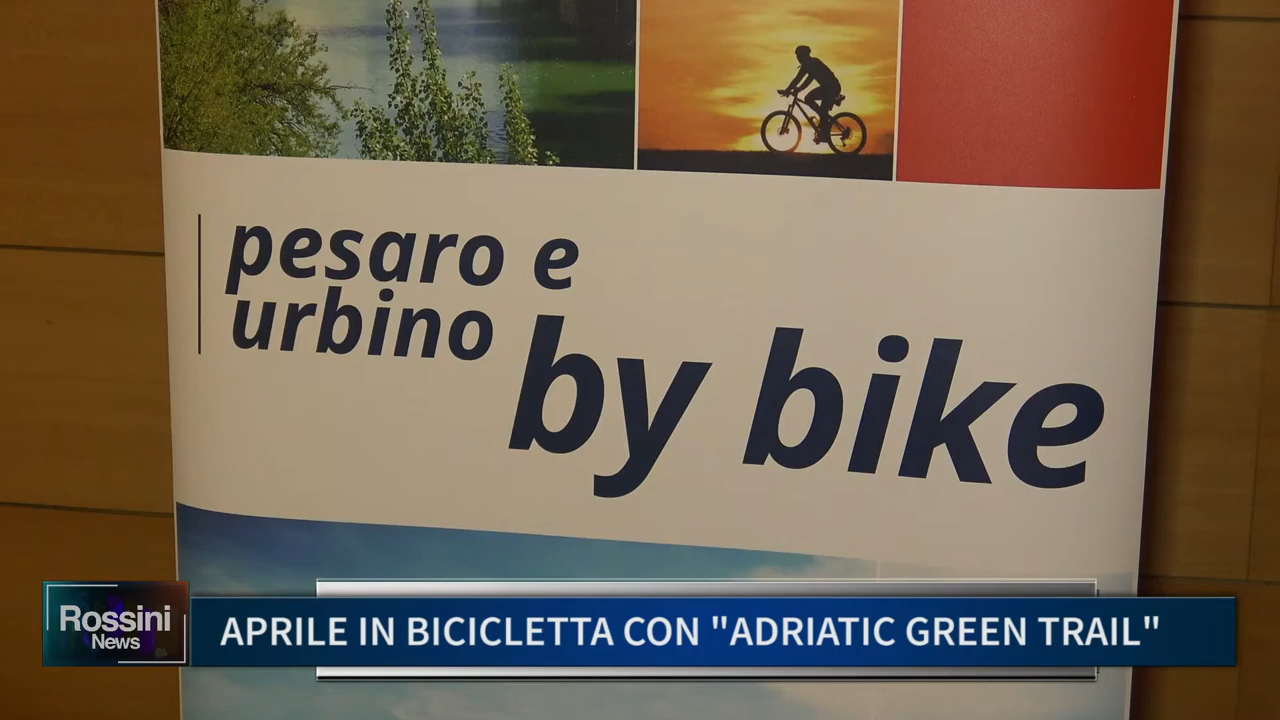 pesaro e
urbino
by bike
Rossini
News
APRILE IN BICICLETTA CON "ADRIATIC GREEN TRAIL"